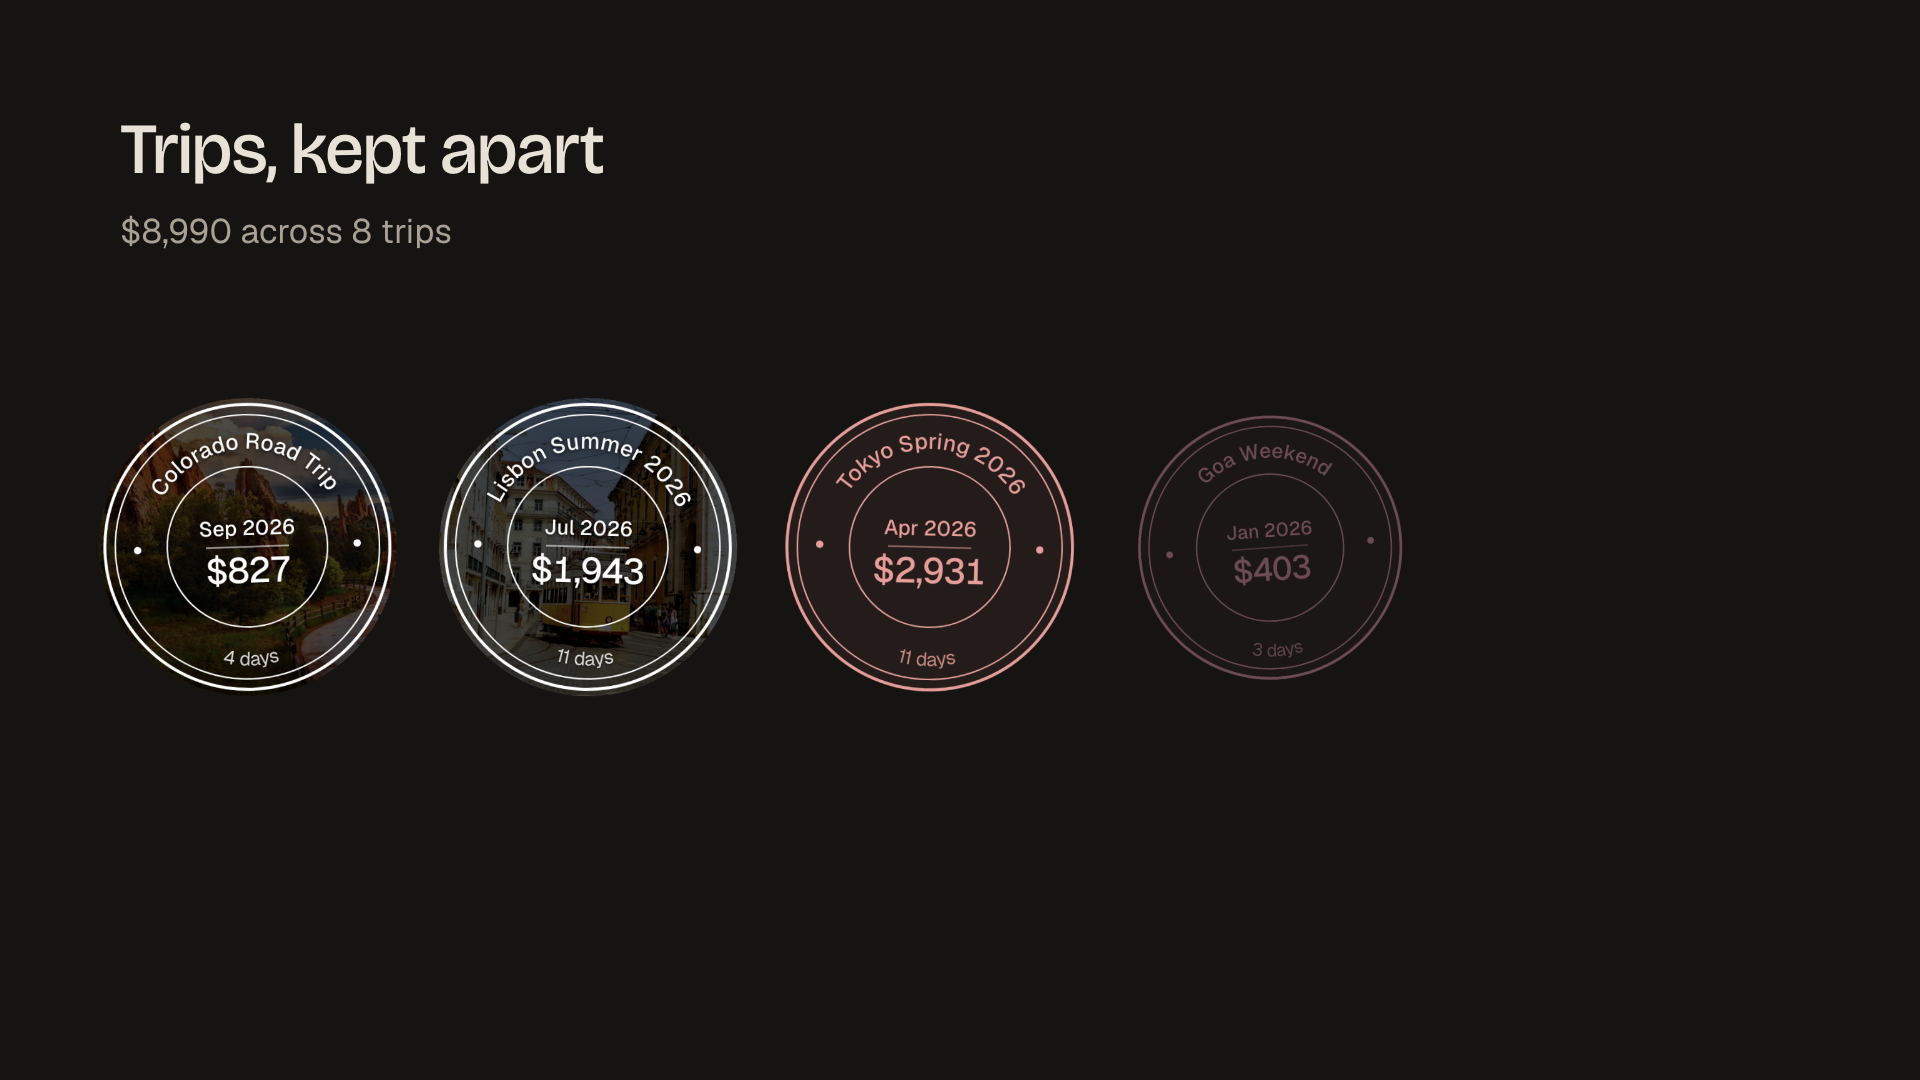 Trips, kept apart
$8,990 across 8 trips
Colorado Road Trip
Sep 2026
$827
4 days
Lisbon Summer 2026
Jul 2026
$1,943
11 days
Tokyo Spring 2026
Apr 2026
$2,931
11 days
Goa Weekend
Jan 2026
$403
3 days